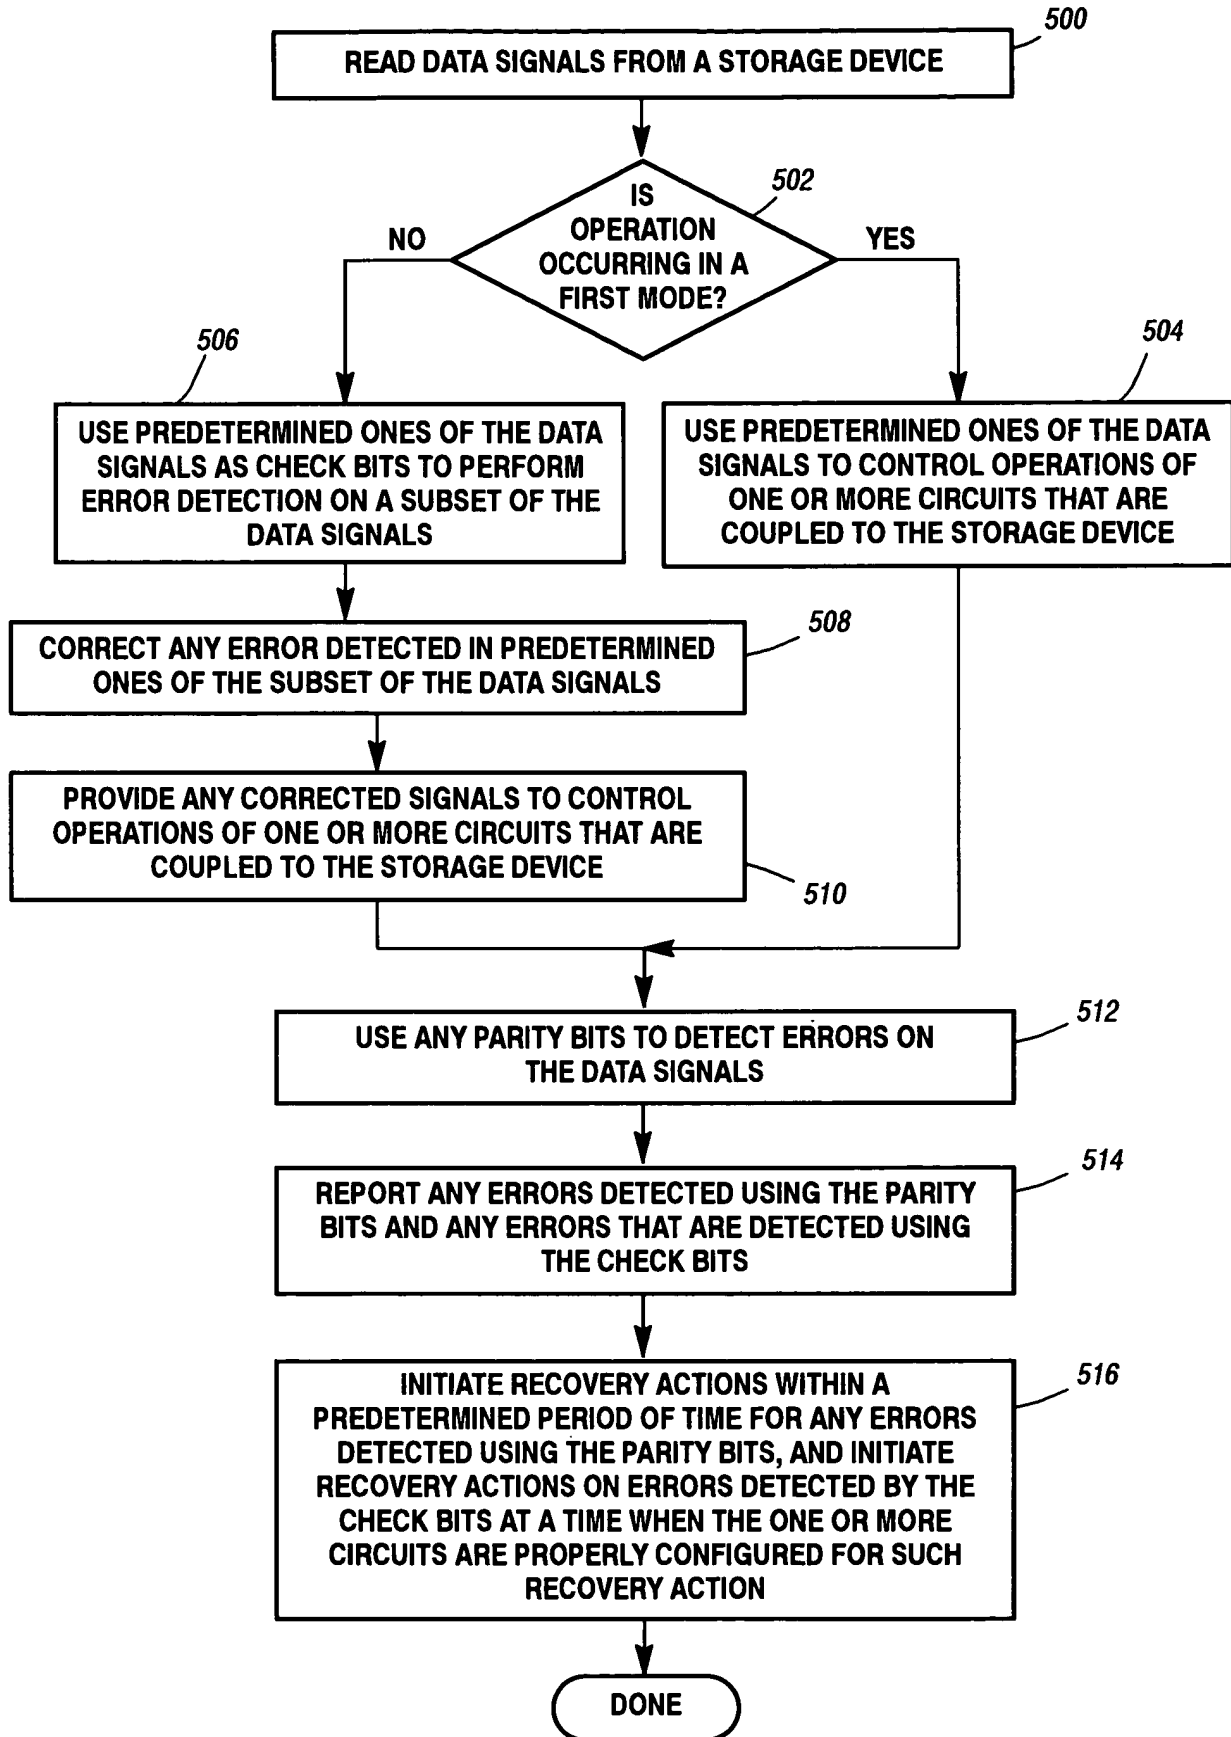 500
READ DATA SIGNALS FROM A STORAGE DEVICE
502
IS
OPERATION
OCCURRING IN A
FIRST MODE?
NO
YES
506
504
USE PREDETERMINED ONES OF THE DATA
SIGNALS AS CHECK BITS TO PERFORM
ERROR DETECTION ON A SUBSET OF THE
DATA SIGNALS
USE PREDETERMINED ONES OF THE DATA
SIGNALS TO CONTROL OPERATIONS OF
ONE OR MORE CIRCUITS THAT ARE
COUPLED TO THE STORAGE DEVICE
508
CORRECT ANY ERROR DETECTED IN PREDETERMINED
ONES OF THE SUBSET OF THE DATA SIGNALS
PROVIDE ANY CORRECTED SIGNALS TO CONTROL
OPERATIONS OF ONE OR MORE CIRCUITS THAT ARE
COUPLED TO THE STORAGE DEVICE
510
512
USE ANY PARITY BITS TO DETECT ERRORS ON
THE DATA SIGNALS
514
REPORT ANY ERRORS DETECTED USING THE PARITY
BITS AND ANY ERRORS THAT ARE DETECTED USING
THE CHECK BITS
516
INITIATE RECOVERY ACTIONS WITHIN A
PREDETERMINED PERIOD OF TIME FOR ANY ERRORS
DETECTED USING THE PARITY BITS, AND INITIATE
RECOVERY ACTIONS ON ERRORS DETECTED BY THE
CHECK BITS AT A TIME WHEN THE ONE OR MORE
CIRCUITS ARE PROPERLY CONFIGURED FOR SUCH
RECOVERY ACTION
DONE